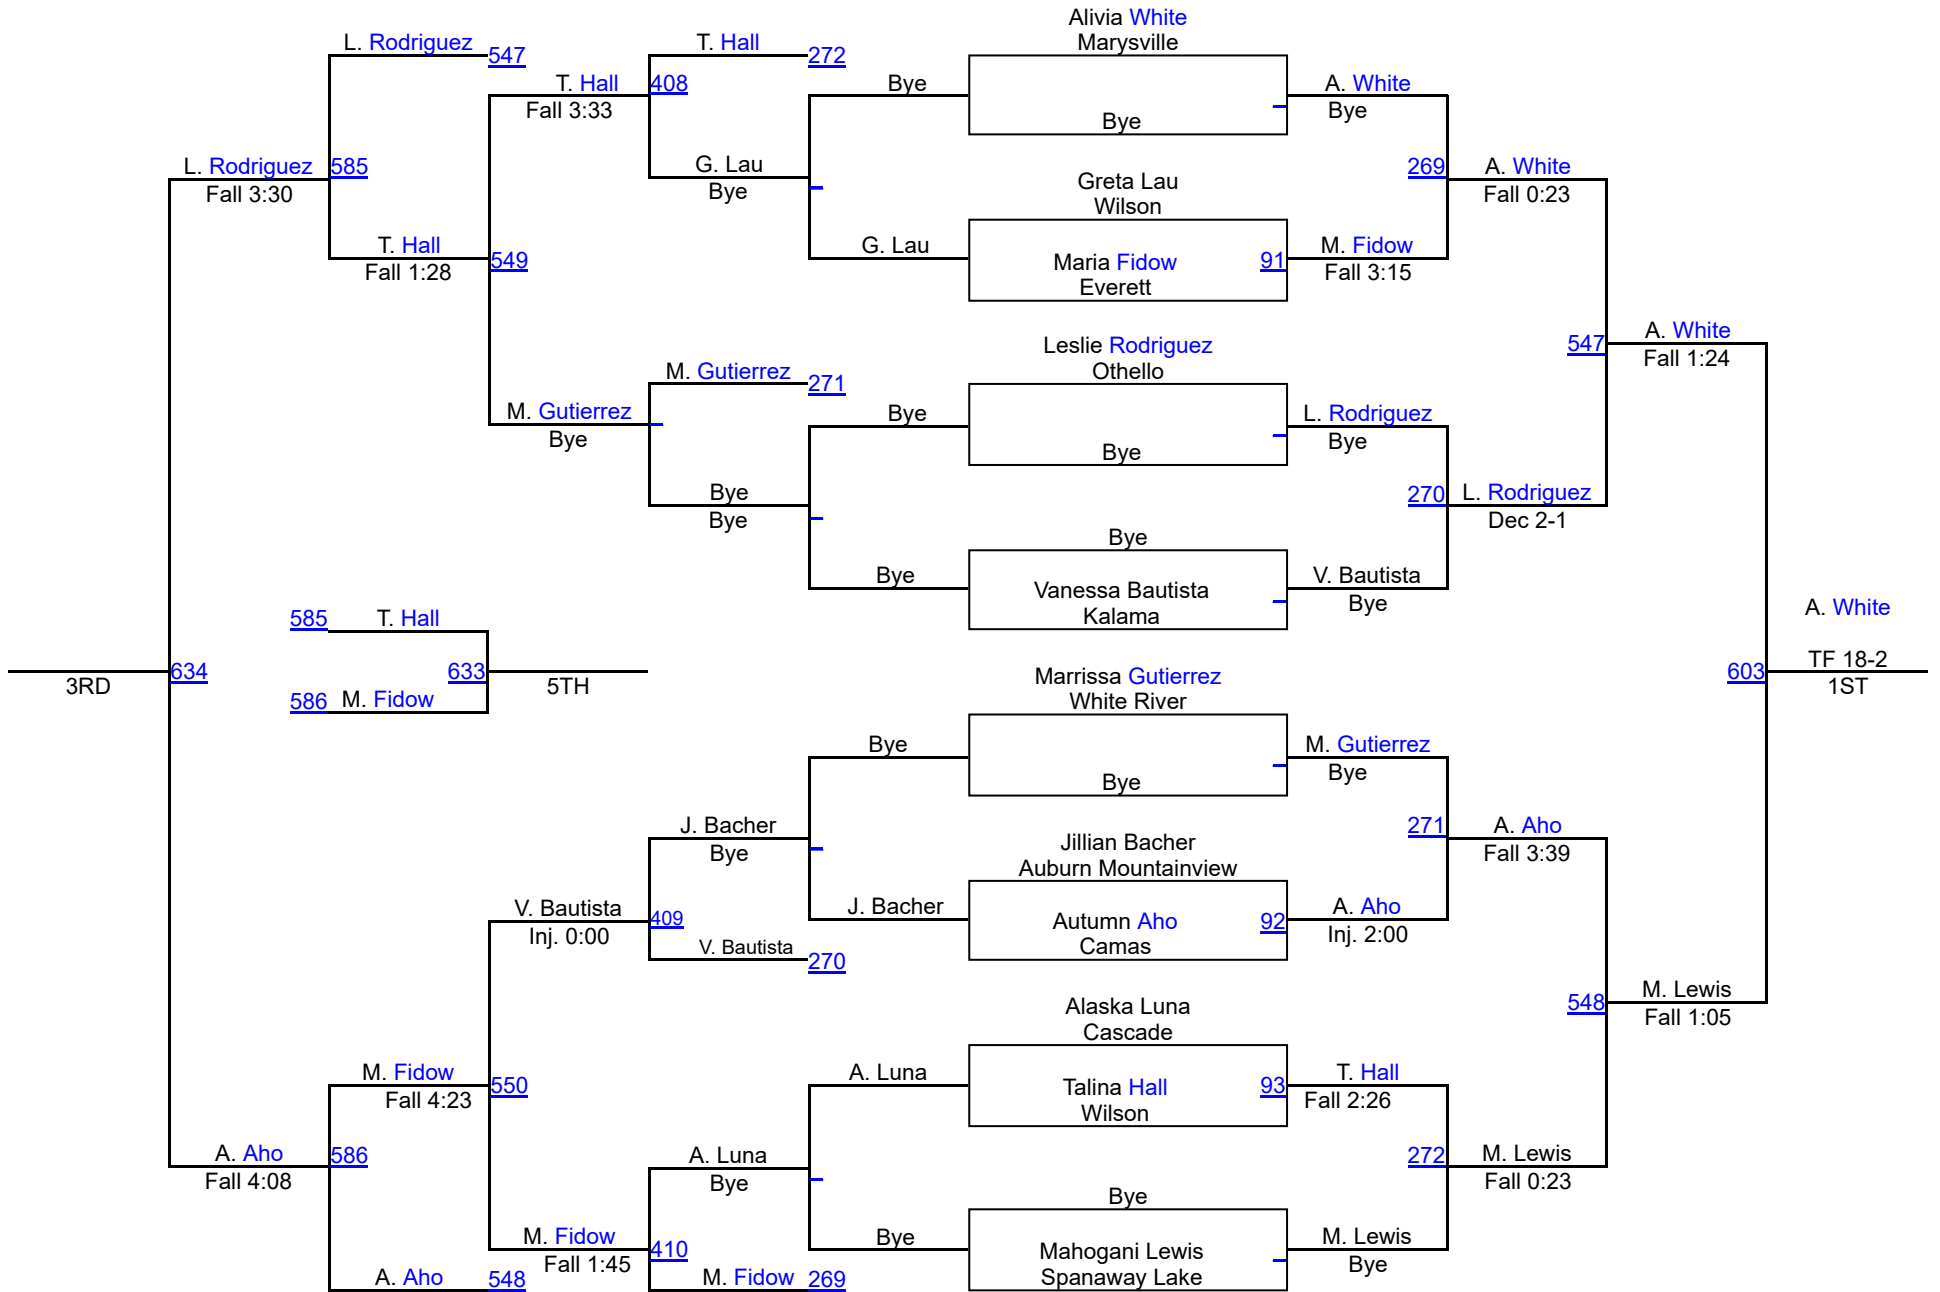 Alivia White
Marysville
L. Rodriguez
547
T. Hall
272
T. Hall
408
Fall 3:33
Bye
Bye
A. White
Bye
L. Rodriguez
585
Fall 3:30
G. Lau
Bye
Greta Lau
Wilson
269
A. White
Fall 0:23
T. Hall
549
Fall 1:28
G. Lau
Maria Fidow
91
Everett
M. Fidow
Fall 3:15
Leslie Rodriguez
Othello
547
A. White
Fall 1:24
M. Gutierrez
271
M. Gutierrez
Bye
Bye
Bye
L. Rodriguez
Bye
Bye
Bye
270
L. Rodriguez
Dec 2-1
Bye
Bye
Vanessa Bautista
Kalama
V. Bautista
Bye
585
T. Hall
A. White
634
3RD
633
5TH
586
M. Fidow
603
TF 18-2
1ST
Marrissa Gutierrez
White River
Bye
Bye
M. Gutierrez
Bye
J. Bacher
Bye
Jillian Bacher
Auburn Mountainview
271
A. Aho
Fall 3:39
V. Bautista
409
Inj. 0:00
V. Bautista
270
J. Bacher
Autumn Aho
92
Camas
A. Aho
Inj. 2:00
Alaska Luna
Cascade
548
M. Lewis
Fall 1:05
M. Fidow
550
Fall 4:23
A. Luna
Talina Hall
93
Wilson
T. Hall
Fall 2:26
A. Aho
586
Fall 4:08
A. Luna
Bye
272
M. Lewis
Fall 0:23
Bye
M. Fidow
410
Fall 1:45
Bye
Mahogani Lewis
Spanaway Lake
M. Lewis
Bye
A. Aho
548
M. Fidow
269